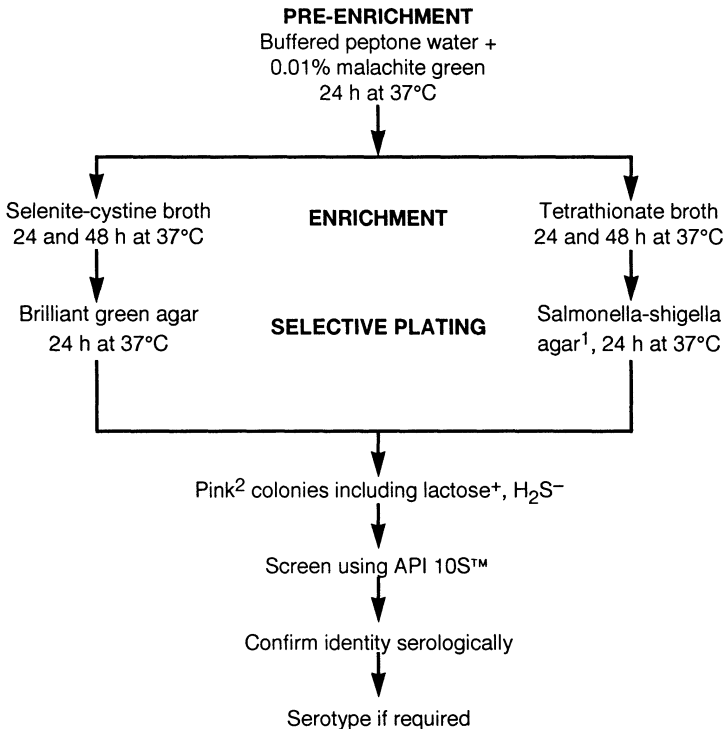 PRE-ENRICHMENT
Buffered peptone water +
0.01% malachite green
24 h at 37°C
Selenite-cystine broth
24 and 48 h at 37°C
ENRICHMENT
Tetrathionate broth
24 and 48 h at 37°C
Brilliant green agar
24 h at 37°C
SELECTIVE PLATING
Salmonella-shigella
agar¹, 24 h at 37°C
Pink² colonies including lactose⁺, H₂S⁻
Screen using API 10S™
Confirm identity serologically
Serotype if required